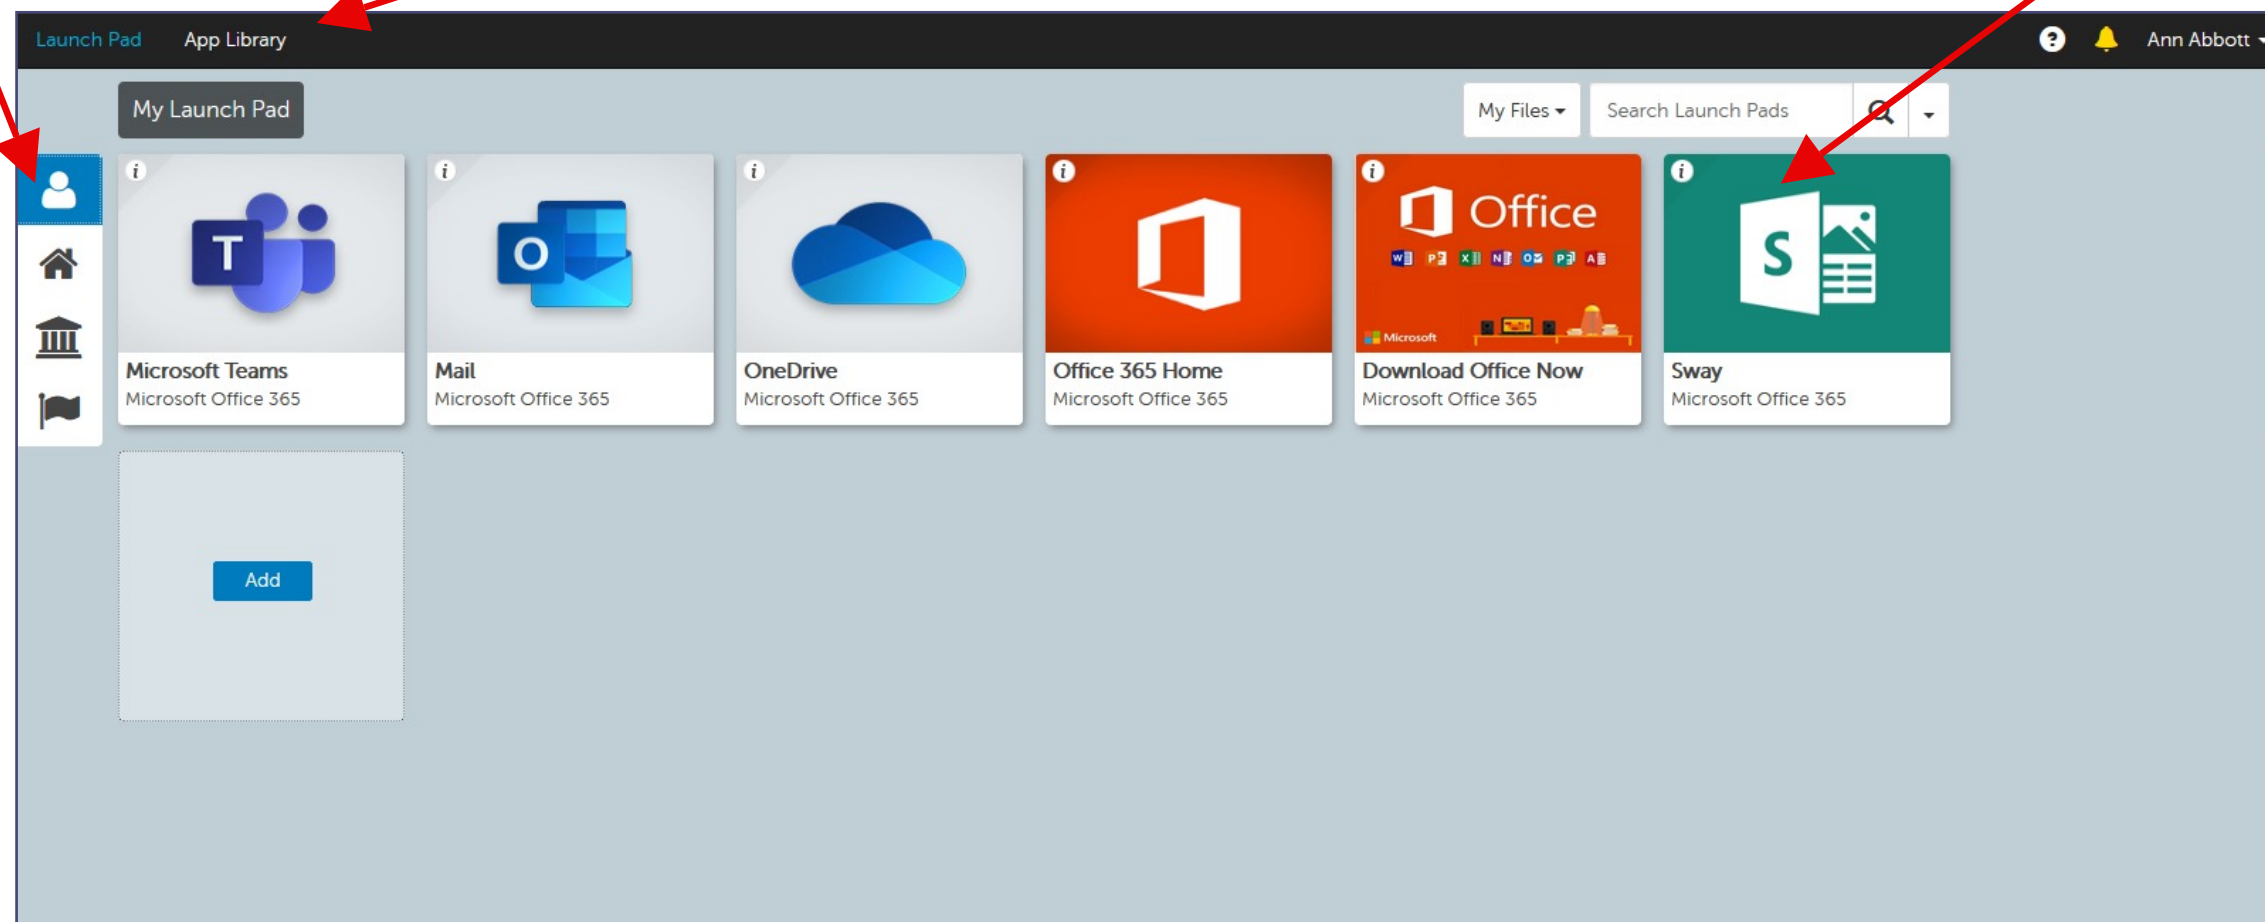 Launch Pad App Library Ann Abbott
My Launch Pad My Files Search Launch Pads
T
O
Office
W P X N O P A
Microsoft
S
Microsoft Teams
Microsoft Office 365
Mail
Microsoft Office 365
OneDrive
Microsoft Office 365
Office 365 Home
Microsoft Office 365
Download Office Now
Microsoft Office 365
Sway
Microsoft Office 365
Add